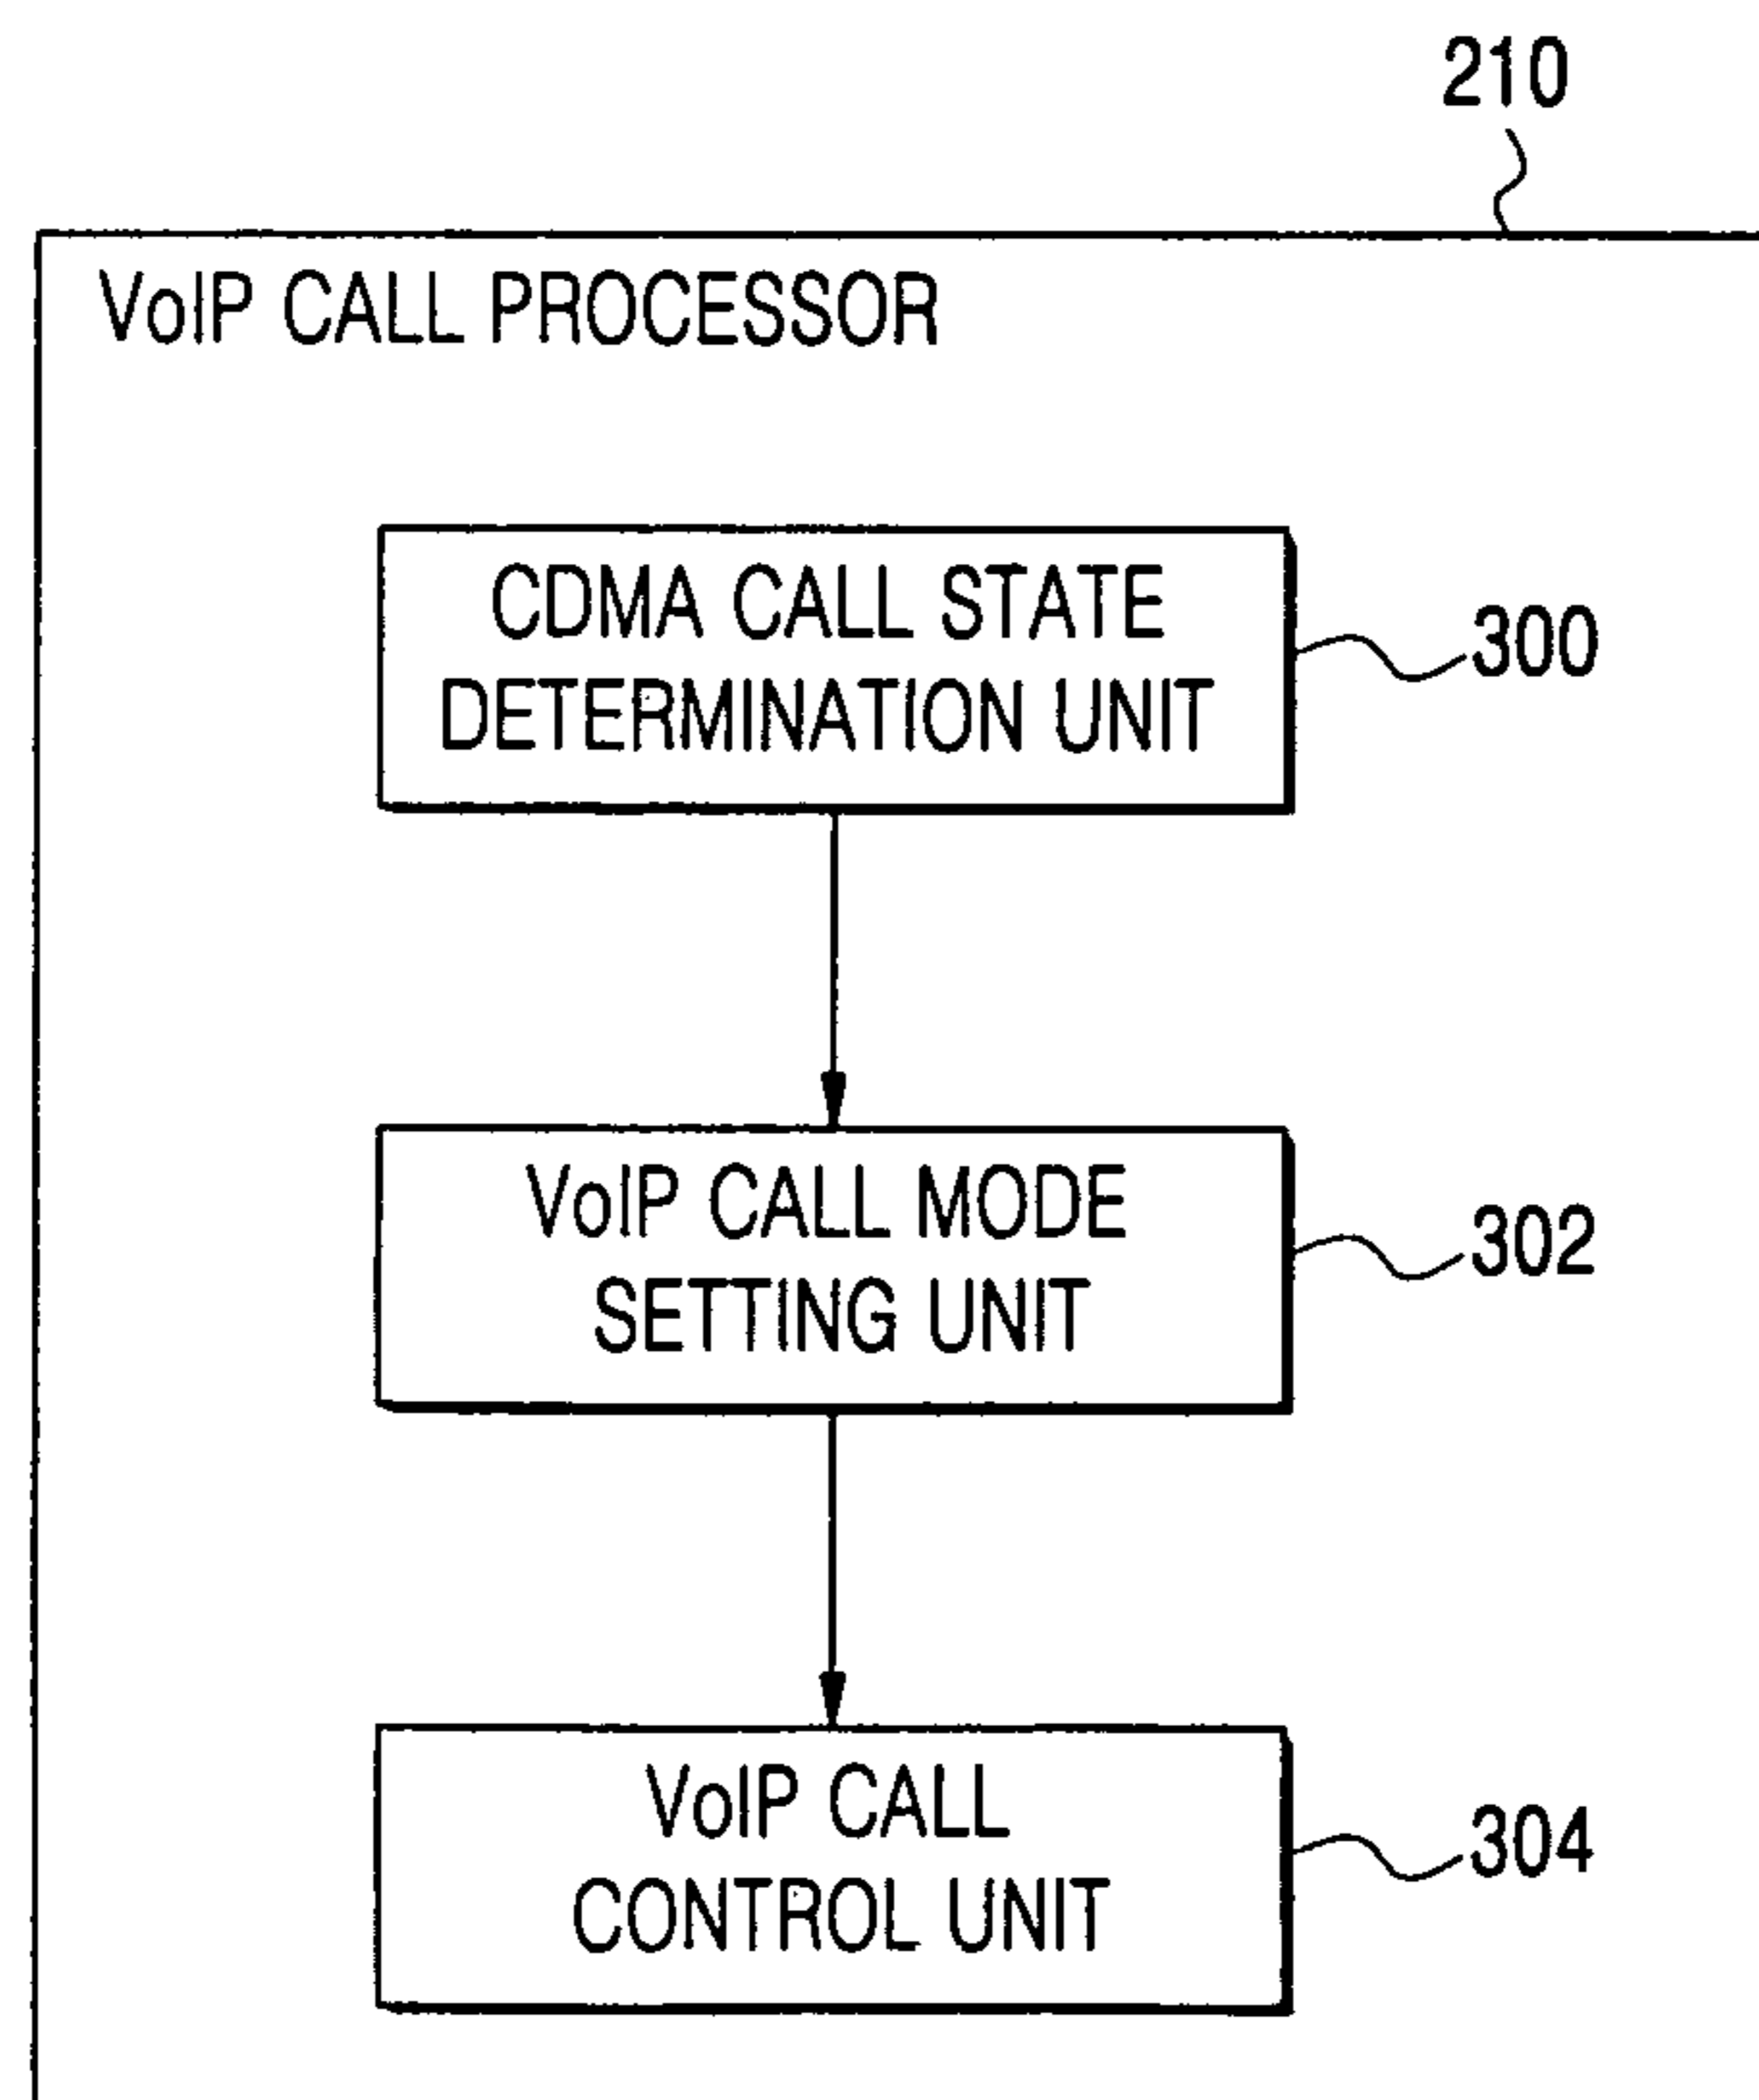 210
VoIP CALL PROCESSOR
CDMA CALL STATE
DETERMINATION UNIT
300
VoIP CALL MODE
SETTING UNIT
302
VoIP CALL
CONTROL UNIT
304